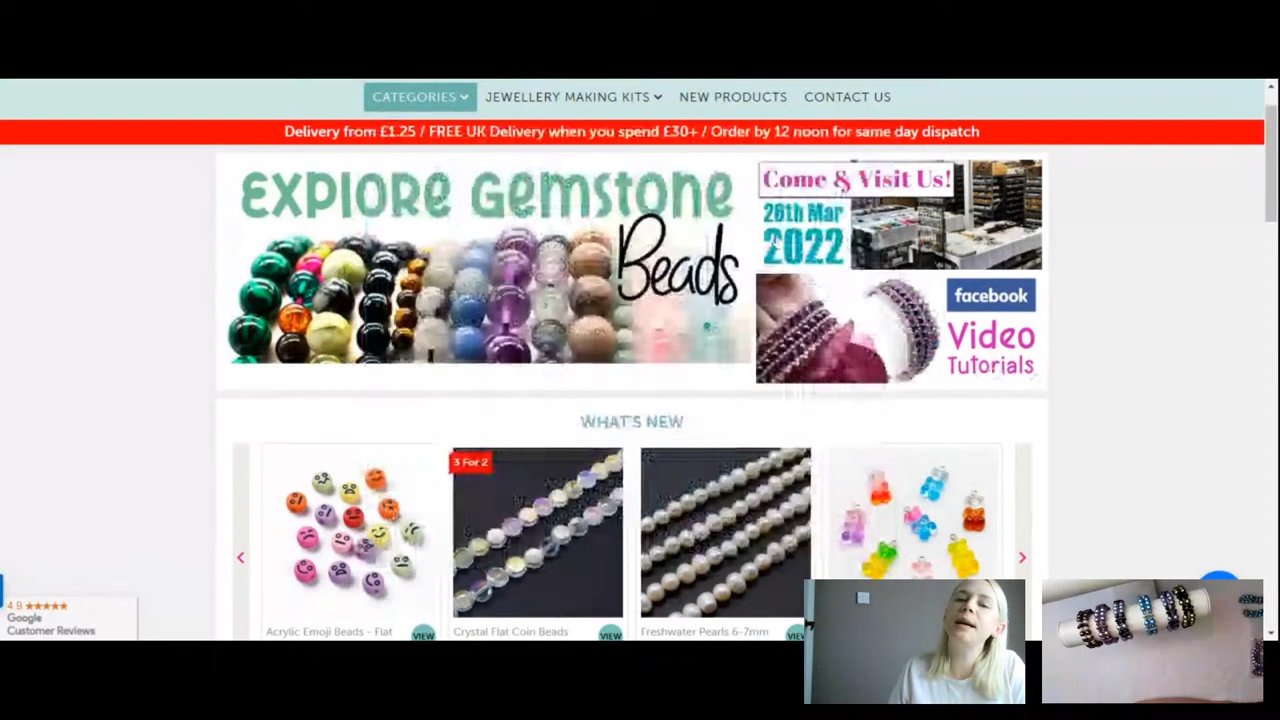 CATEGORIES JEWELLERY MAKING KITS NEW PRODUCTS CONTACT US
Delivery from £1.25 / FREE UK Delivery when you spend £30+ / Order by 12 noon for same day dispatch
EXPLORE GEMSTONE
Beads
Come & Visit Us!
26th Mar
2022
facebook
Video
Tutorials
WHAT'S NEW
3 For 2
4.9
Google
Customer Reviews
Acrylic Emoji Beads - Flat
VIEW
Crystal Flat Coin Beads
VIEW
Freshwater Pearls 6-7mm
VIEW